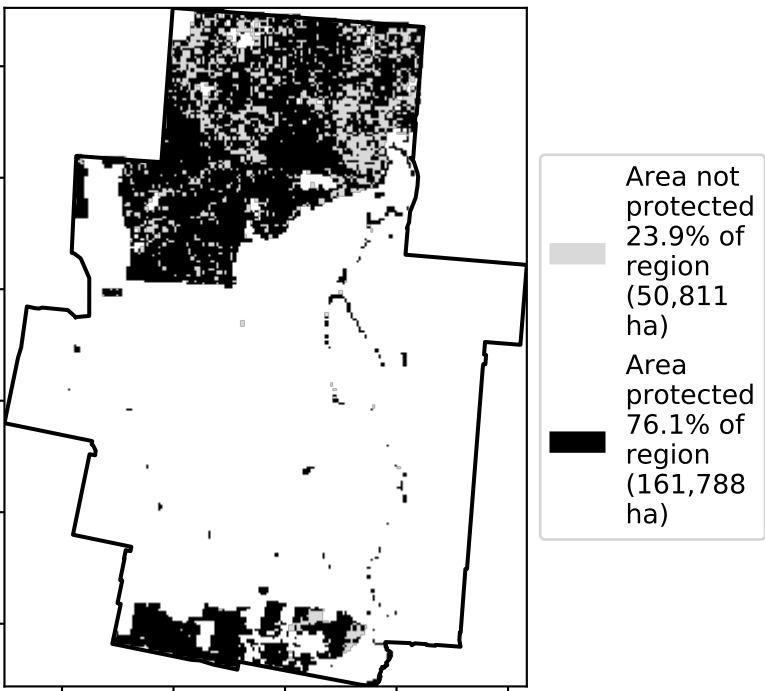 Area not
protected
23.9% of
region
(50,811
ha)
Area
protected
76.1% of
region
(161,788
ha)